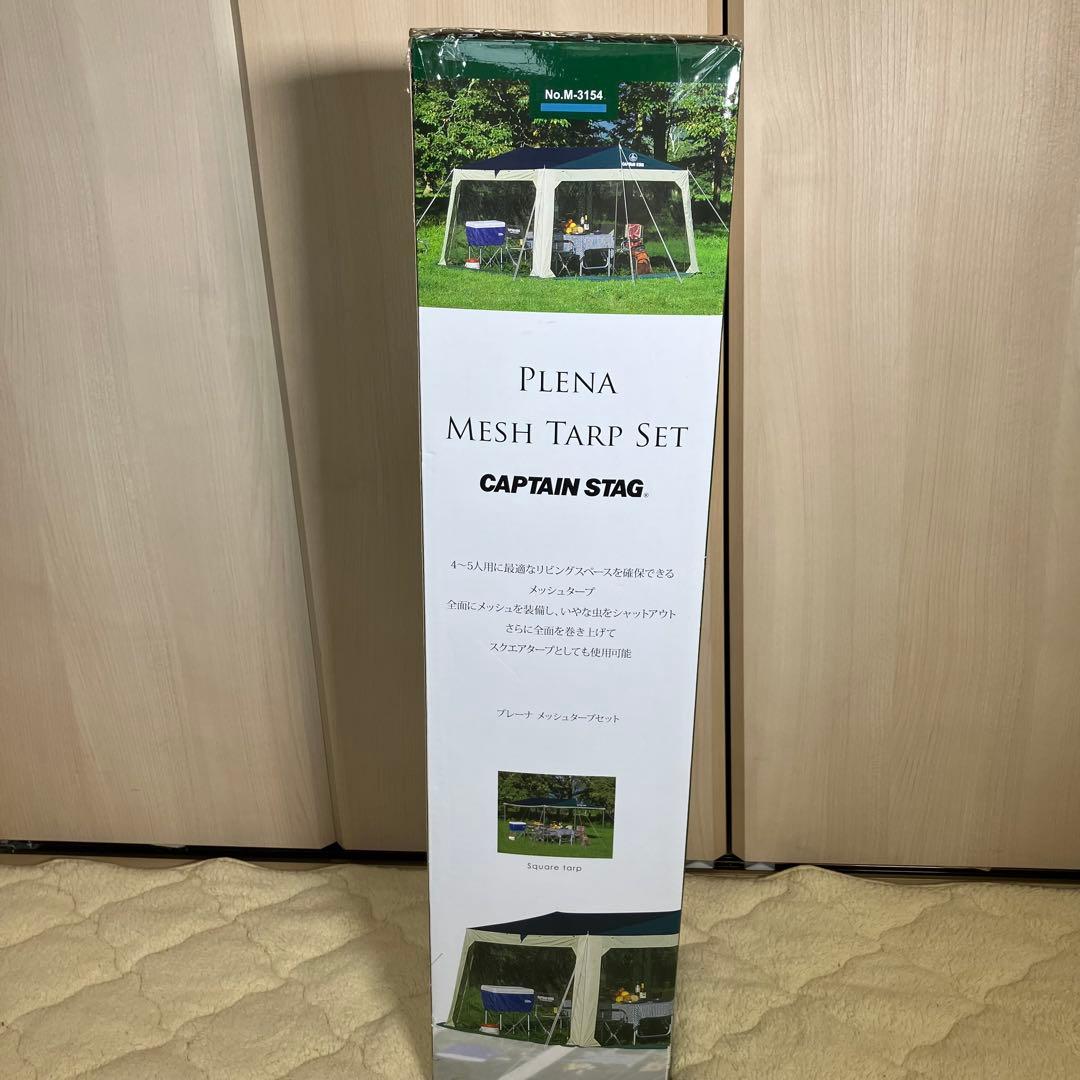 No.M-3154
CAPTAIN STAG
PLENA
MESH TARP SET
CAPTAIN STAG®
4〜5人用に最適なリビングスペースを確保できる
メッシュタープ
全面にメッシュを装備し、いやな虫をシャットアウト
さらに全面を巻き上げて
スクエアタープとしても使用可能
プレーナ メッシュタープセット
Square tarp
CAPTAIN STAG